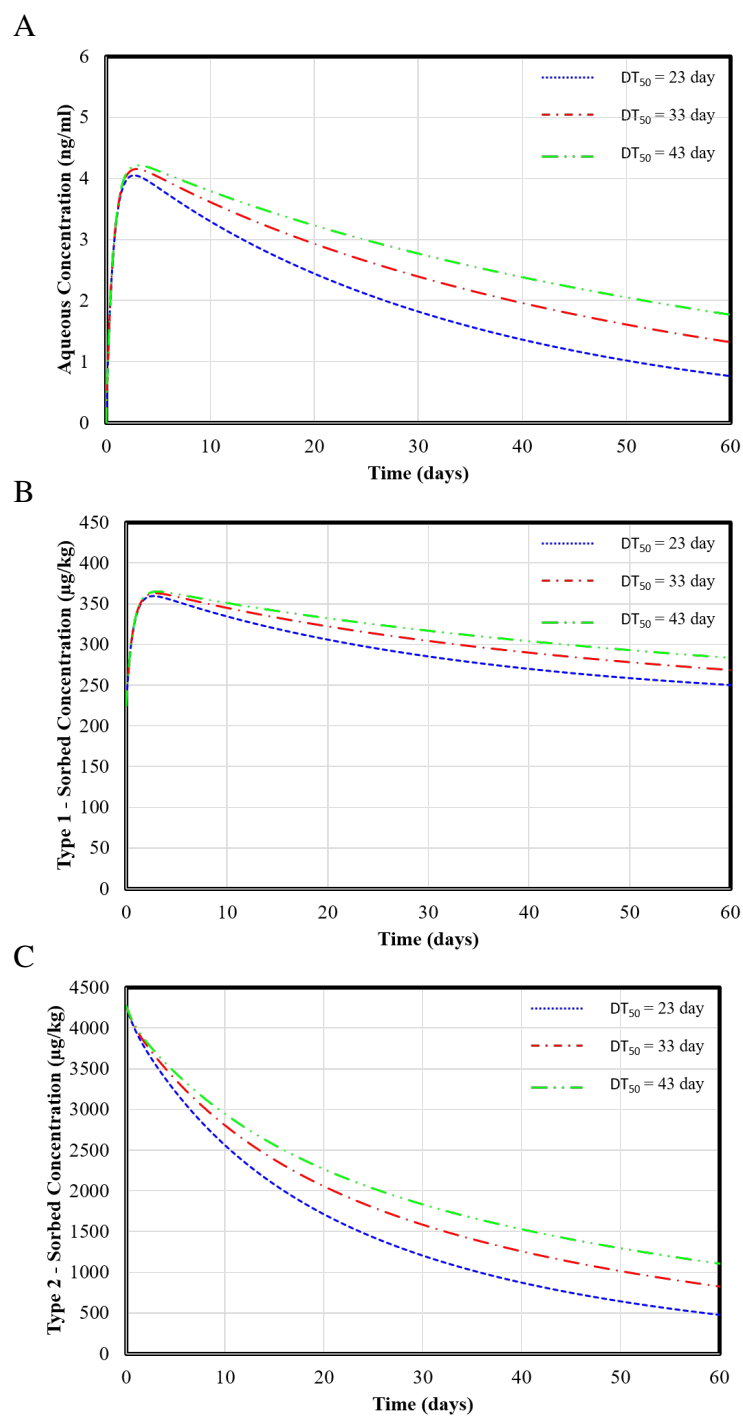 A
Aqueous Concentration (ng/ml)
6
5
4
3
2
1
0
DT₅₀ = 23 day
DT₅₀ = 33 day
DT₅₀ = 43 day
0 10 20 30 40 50 60
Time (days)
B
Type 1 - Sorbed Concentration (µg/kg)
450
400
350
300
250
200
150
100
50
0
DT₅₀ = 23 day
DT₅₀ = 33 day
DT₅₀ = 43 day
0 10 20 30 40 50 60
Time (days)
C
Type 2 - Sorbed Concentration (µg/kg)
4500
4000
3500
3000
2500
2000
1500
1000
500
0
DT₅₀ = 23 day
DT₅₀ = 33 day
DT₅₀ = 43 day
0 10 20 30 40 50 60
Time (days)